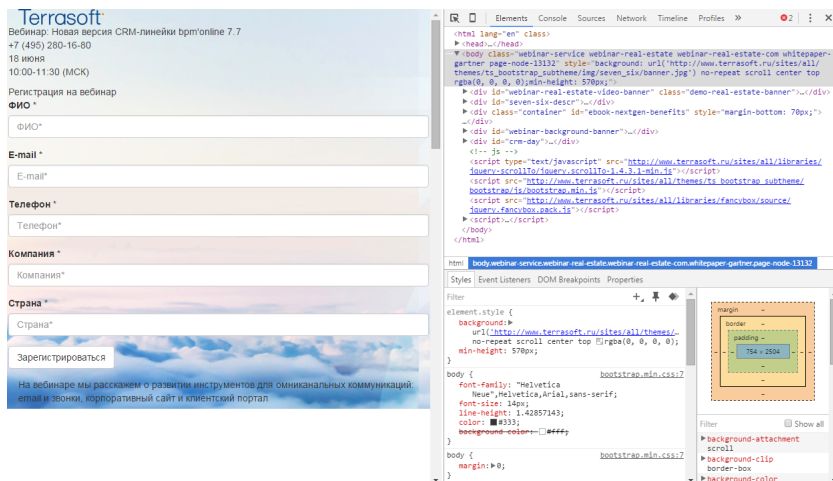 Terrasoft
Вебинар: Новая версия CRM-линейки bpm'online 7.7
+7 (495) 280-16-80
18 июня
10:00-11:30 (МСК)
Регистрация на вебинар
ФИО *
ФИО*
E-mail *
E-mail*
Телефон *
Телефон*
Компания *
Компания*
Страна *
Страна*
Зарегистрироваться
На вебинаре мы расскажем о развитии инструментов для омниканальных коммуникаций:
email и звонки, корпоративный сайт и клиентский портал
Elements Console Sources Network Timeline Profiles » 2
<html lang="en" class>
<head>…</head>
<body class="webinar-service webinar-real-estate webinar-real-estate-com whitepaper-
gartner page-node-13132" style="background: url('http://www.terrasoft.ru/sites/all/
themes/ts_bootstrap_subtheme/img/seven_six/banner.jpg') no-repeat scroll center top
rgba(0, 0, 0, 0);min-height: 570px;">
<div id="webinar-real-estate-video-banner" class="demo-real-estate-banner">…</div>
<div id="seven-six-descr">…</div>
<div class="container" id="ebook-nextgen-benefits" style="margin-bottom: 70px;">
…</div>
<div id="webinar-background-banner">…</div>
<div id="crm-day">…</div>
<!-- js -->
<script type="text/javascript" src="http://www.terrasoft.ru/sites/all/libraries/
jquery-scrollTo/jquery.scrollTo-1.4.3.1-min.js"></script>
<script src="http://www.terrasoft.ru/sites/all/themes/ts_bootstrap_subtheme/
bootstrap/js/bootstrap.min.js"></script>
<script src="http://www.terrasoft.ru/sites/all/libraries/fancybox/source/
jquery.fancybox.pack.js"></script>
<script>…</script>
</body>
</html>
html body.webinar-service.webinar-real-estate.webinar-real-estate-com.whitepaper-gartner.page-node-13132
Styles Event Listeners DOM Breakpoints Properties
Filter
element.style {
background:
url('http://www.terrasoft.ru/sites/all/themes/…
no-repeat scroll center top rgba(0, 0, 0, 0);
min-height: 570px;
}
body { bootstrap.min.css:7
font-family: "Helvetica
Neue",Helvetica,Arial,sans-serif;
font-size: 14px;
line-height: 1.42857143;
color: #333;
background-color: #fff;
}
body { bootstrap.min.css:7
margin: 0;
}
margin –
border –
padding –
– – – 754 × 2504 – – –
–
–
–
Filter Show all
background-attachment
scroll
background-clip
border-box
background-color